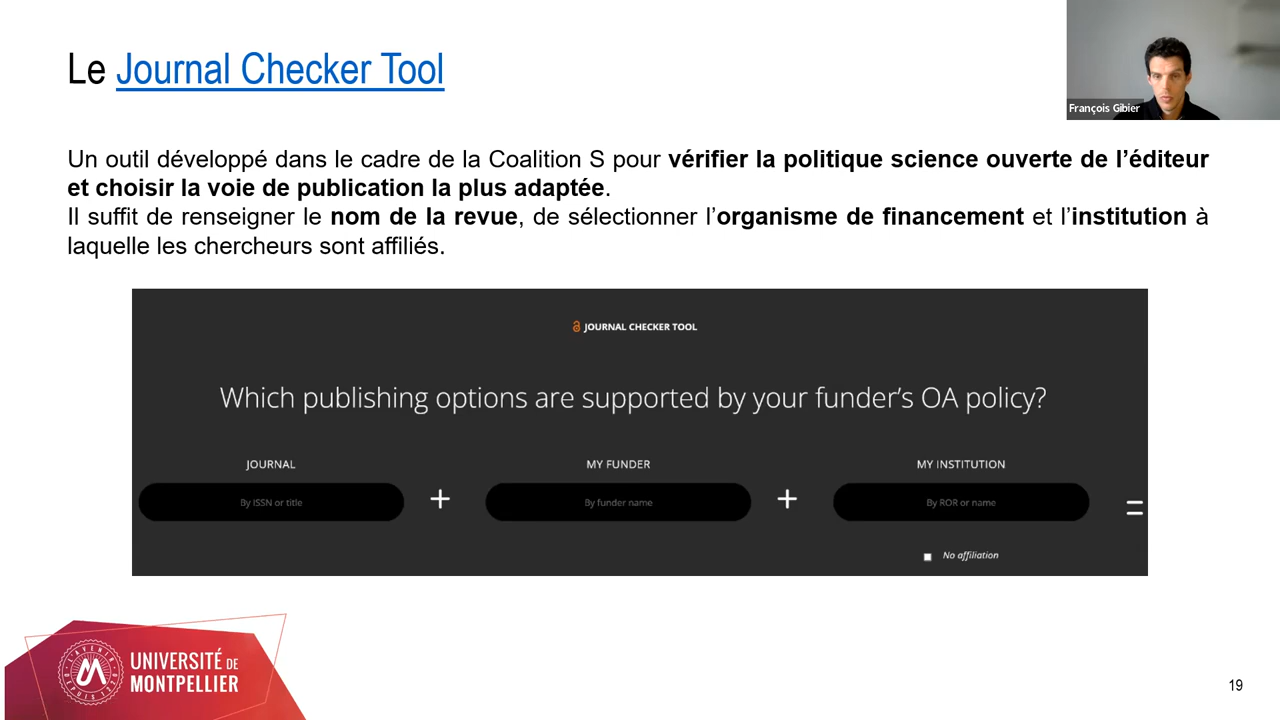 Le Journal Checker Tool
François Gibier
Un outil développé dans le cadre de la Coalition S pour vérifier la politique science ouverte de l’éditeur
et choisir la voie de publication la plus adaptée.
Il suffit de renseigner le nom de la revue, de sélectionner l’organisme de financement et l’institution à
laquelle les chercheurs sont affiliés.
JOURNAL CHECKER TOOL
Which publishing options are supported by your funder’s OA policy?
JOURNAL
MY FUNDER
MY INSTITUTION
By ISSN or title
+
By funder name
+
By ROR or name
=
No affiliation
UNIVERSITÉ DE
MONTPELLIER
19